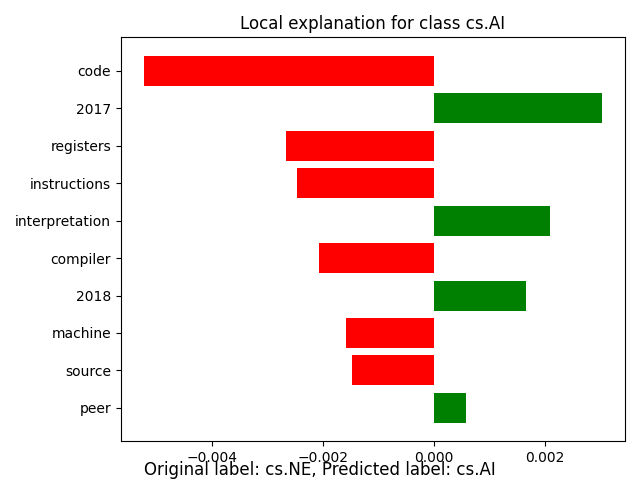 Local explanation for class cs.AI
code
2017
registers
instructions
interpretation
compiler
2018
machine
source
peer
−0.004 −0.002 0.000 0.002
Original label: cs.NE, Predicted label: cs.AI